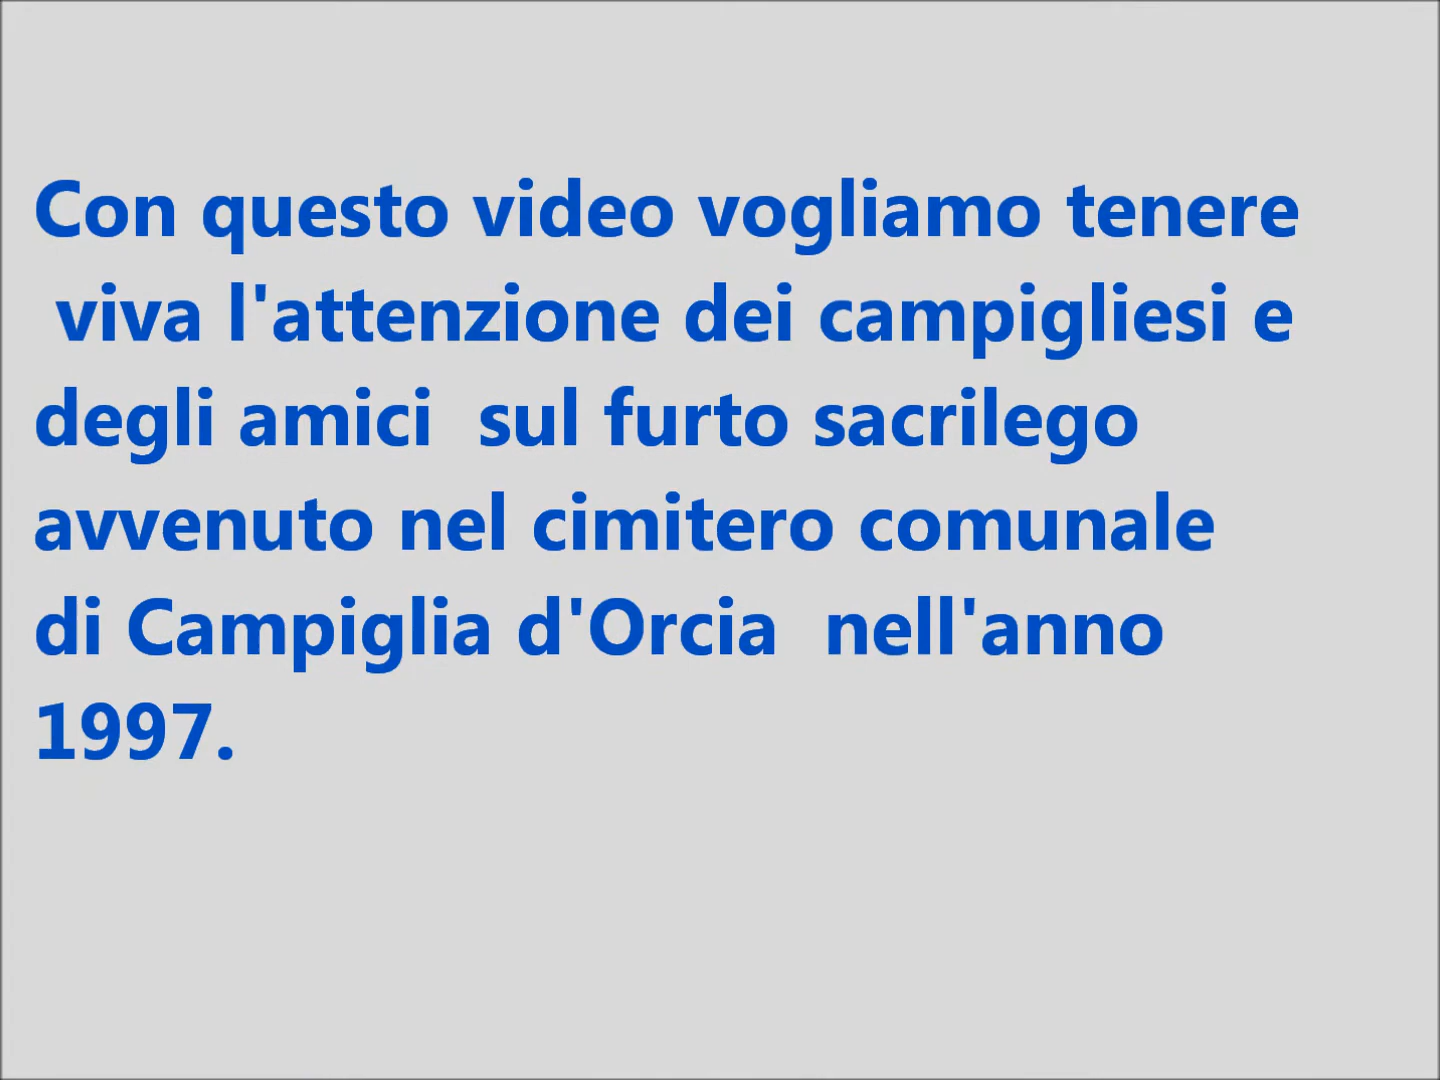 Con questo video vogliamo tenere
viva l'attenzione dei campigliesi e
degli amici  sul furto sacrilego
avvenuto nel cimitero comunale
di Campiglia d'Orcia  nell'anno
1997.